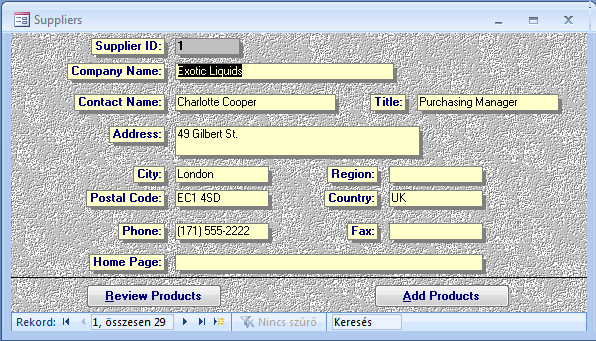 Suppliers
Supplier ID: 1
Company Name: Exotic Liquids
Contact Name: Charlotte Cooper Title: Purchasing Manager
Address: 49 Gilbert St.
City: London Region:
Postal Code: EC1 4SD Country: UK
Phone: (171) 555-2222 Fax:
Home Page:
Review Products Add Products
Rekord: 1, összesen 29 Nincs szűrő Keresés